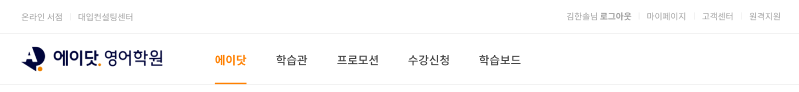 온라인 서점 대입컨설팅센터 김한솔님 로그아웃 마이페이지 고객센터 원격지원
에이닷 영어학원 에이닷 학습관 프로모션 수강신청 학습보드